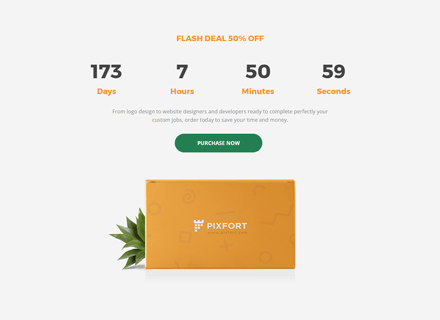 FLASH DEAL 50% OFF
173 7 50 59
Days Hours Minutes Seconds
From logo design to website designers and developers ready to complete perfectly your
custom jobs, order today to save your time and money.
PURCHASE NOW
PIXFORT